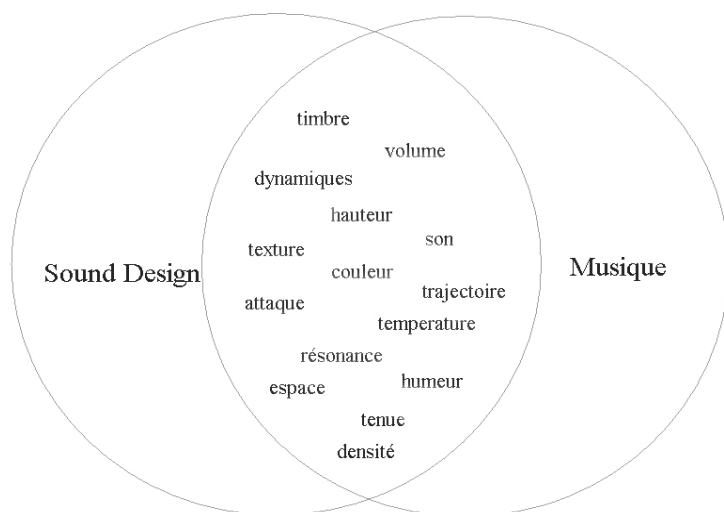 timbre
volume
dynamiques
hauteur
son
texture
Sound Design
couleur
Musique
trajectoire
attaque
temperature
résonance
humeur
espace
tenue
densité